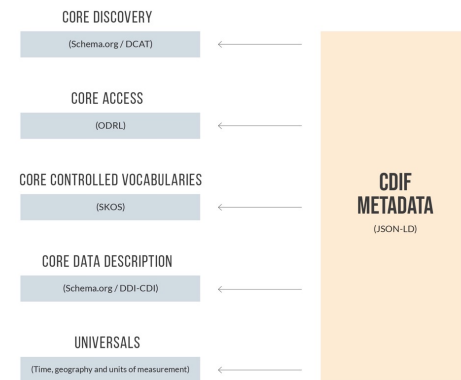 CORE DISCOVERY
(Schema.org / DCAT)
CORE ACCESS
(ODRL)
CORE CONTROLLED VOCABULARIES
(SKOS)
CORE DATA DESCRIPTION
(Schema.org / DDI-CDI)
UNIVERSALS
(Time, geography and units of measurement)
CDIF
METADATA
(JSON-LD)